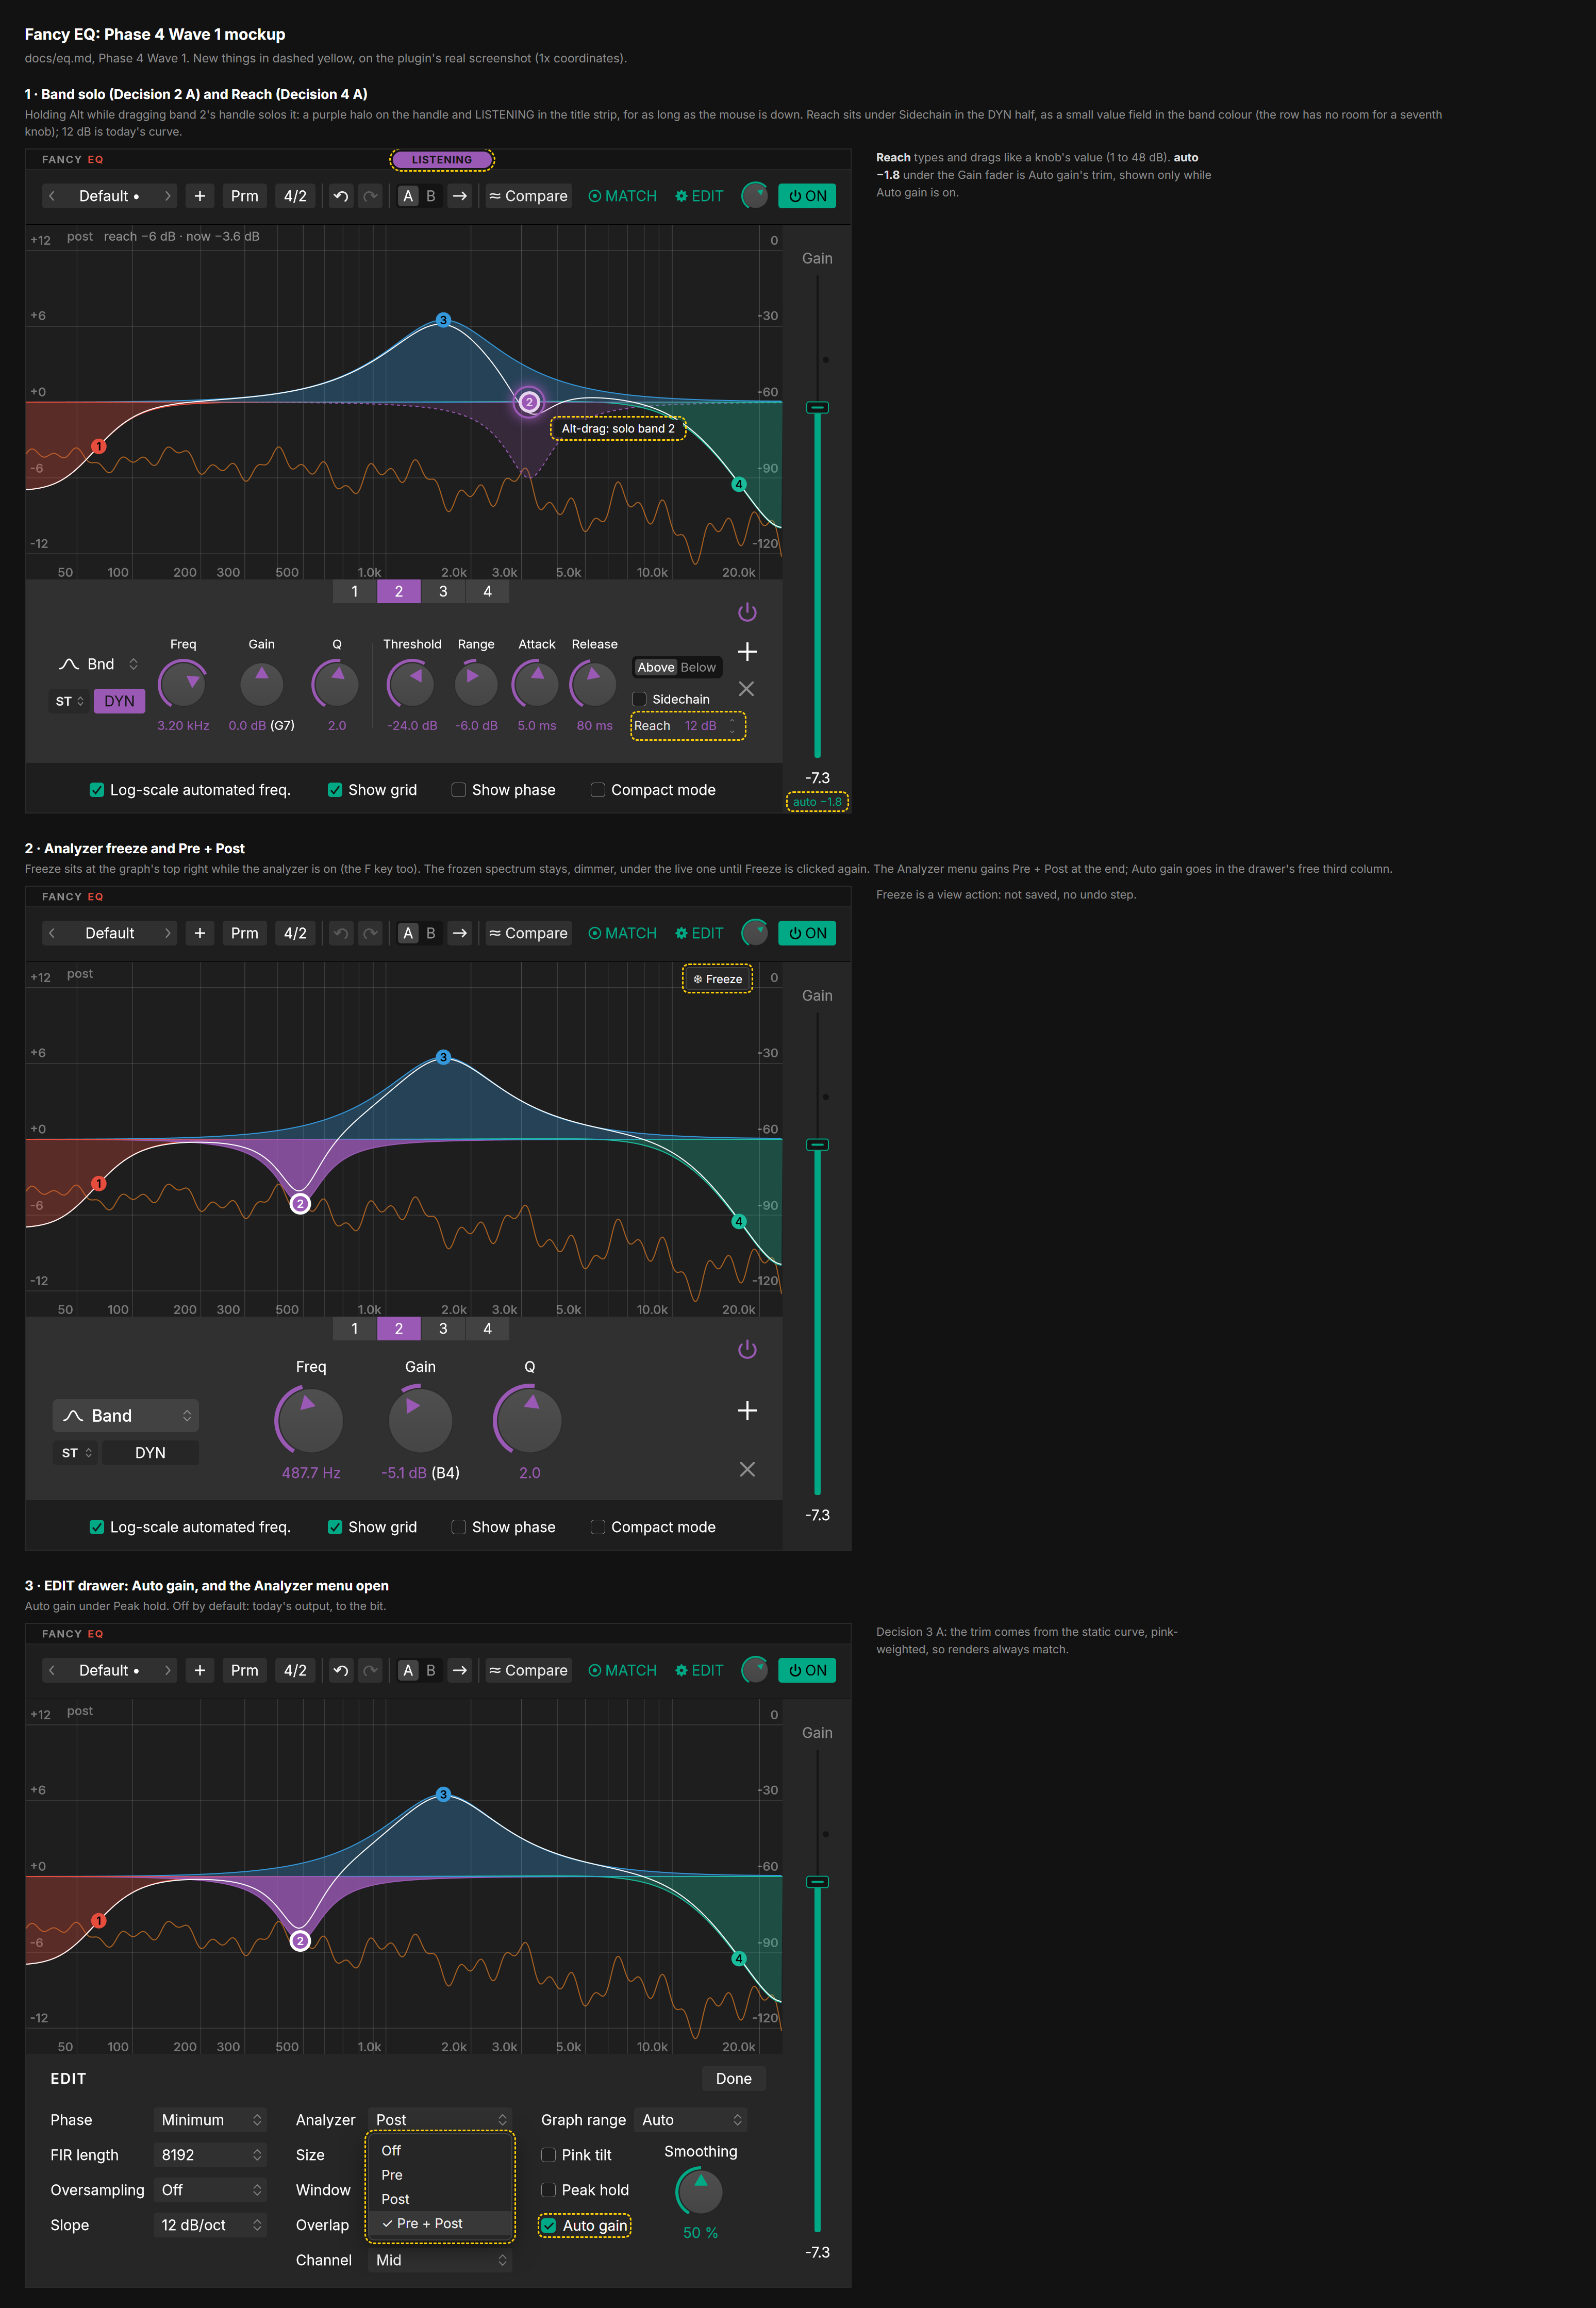 Fancy EQ: Phase 4 Wave 1 mockup
docs/eq.md, Phase 4 Wave 1. New things in dashed yellow, on the plugin's real screenshot (1x coordinates).
1 · Band solo (Decision 2 A) and Reach (Decision 4 A)
Holding Alt while dragging band 2's handle solos it: a purple halo on the handle and LISTENING in the title strip, for as long as the mouse is down. Reach sits under Sidechain in the DYN half, as a small value field in the band colour (the row has no room for a seventh
knob); 12 dB is today's curve.
FANCY EQ
LISTENING
Default •
+
Prm
4/2
A B
→
≈ Compare
MATCH
EDIT
ON
+12 post reach −6 dB · now −3.6 dB 0
+6 -30
+0 -60
-6 -90
-12 -120
3
2
Alt-drag: solo band 2
1
4
50 100 200 300 500 1.0k 2.0k 3.0k 5.0k 10.0k 20.0k
Gain
1 2 3 4
Freq Gain Q Threshold Range Attack Release
Bnd
Above Below
ST DYN
Sidechain
3.20 kHz 0.0 dB (G7) 2.0 -24.0 dB -6.0 dB 5.0 ms 80 ms
Reach 12 dB
Log-scale automated freq. Show grid Show phase Compact mode
-7.3
auto −1.8
Reach types and drags like a knob's value (1 to 48 dB). auto
−1.8 under the Gain fader is Auto gain's trim, shown only while
Auto gain is on.
2 · Analyzer freeze and Pre + Post
Freeze sits at the graph's top right while the analyzer is on (the F key too). The frozen spectrum stays, dimmer, under the live one until Freeze is clicked again. The Analyzer menu gains Pre + Post at the end; Auto gain goes in the drawer's free third column.
FANCY EQ
Default
+
Prm
4/2
A B
→
≈ Compare
MATCH
EDIT
ON
+12 post ❄ Freeze 0
+6 -30
+0 -60
-6 -90
-12 -120
3
1
2
4
50 100 200 300 500 1.0k 2.0k 3.0k 5.0k 10.0k 20.0k
Gain
1 2 3 4
Freq Gain Q
Band
ST DYN
487.7 Hz -5.1 dB (B4) 2.0
Log-scale automated freq. Show grid Show phase Compact mode
-7.3
Freeze is a view action: not saved, no undo step.
3 · EDIT drawer: Auto gain, and the Analyzer menu open
Auto gain under Peak hold. Off by default: today's output, to the bit.
FANCY EQ
Default •
+
Prm
4/2
A B
→
≈ Compare
MATCH
EDIT
ON
+12 post 0
+6 -30
+0 -60
-6 -90
-12 -120
3
1
2
4
50 100 200 300 500 1.0k 2.0k 3.0k 5.0k 10.0k 20.0k
Gain
EDIT Done
Phase Minimum
FIR length 8192
Oversampling Off
Slope 12 dB/oct
Analyzer Post
Size
Window
Overlap
Channel Mid
Off
Pre
Post
✓ Pre + Post
Graph range Auto
Pink tilt
Peak hold
Auto gain
Smoothing
50 %
-7.3
Decision 3 A: the trim comes from the static curve, pink-
weighted, so renders always match.